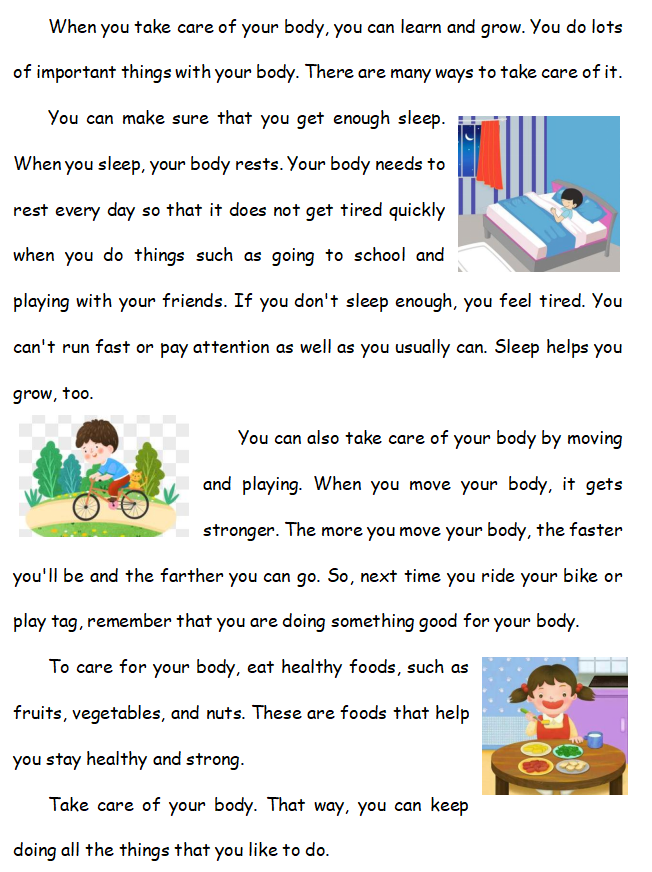 When you take care of your body, you can learn and grow. You do lots
of important things with your body. There are many ways to take care of it.
You can make sure that you get enough sleep.
When you sleep, your body rests. Your body needs to
rest every day so that it does not get tired quickly
when you do things such as going to school and
playing with your friends. If you don't sleep enough, you feel tired. You
can't run fast or pay attention as well as you usually can. Sleep helps you
grow, too.
You can also take care of your body by moving
and playing. When you move your body, it gets
stronger. The more you move your body, the faster
you'll be and the farther you can go. So, next time you ride your bike or
play tag, remember that you are doing something good for your body.
To care for your body, eat healthy foods, such as
fruits, vegetables, and nuts. These are foods that help
you stay healthy and strong.
Take care of your body. That way, you can keep
doing all the things that you like to do.